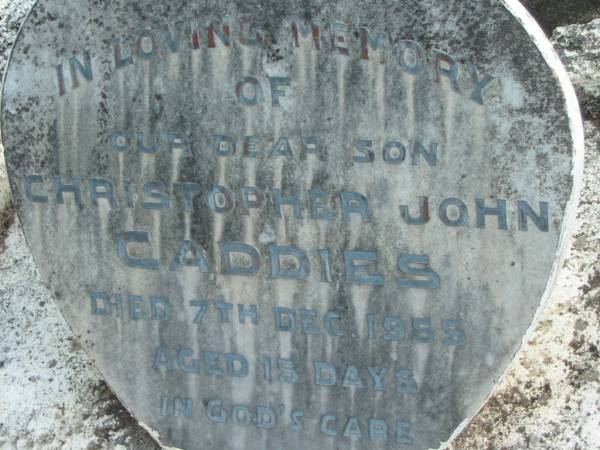 IN LOVING MEMORY
OF
OUR DEAR SON
CHRISTOPHER JOHN
CADDIES
DIED 7TH DEC. 1955
AGED 15 DAYS
IN GOD'S CARE